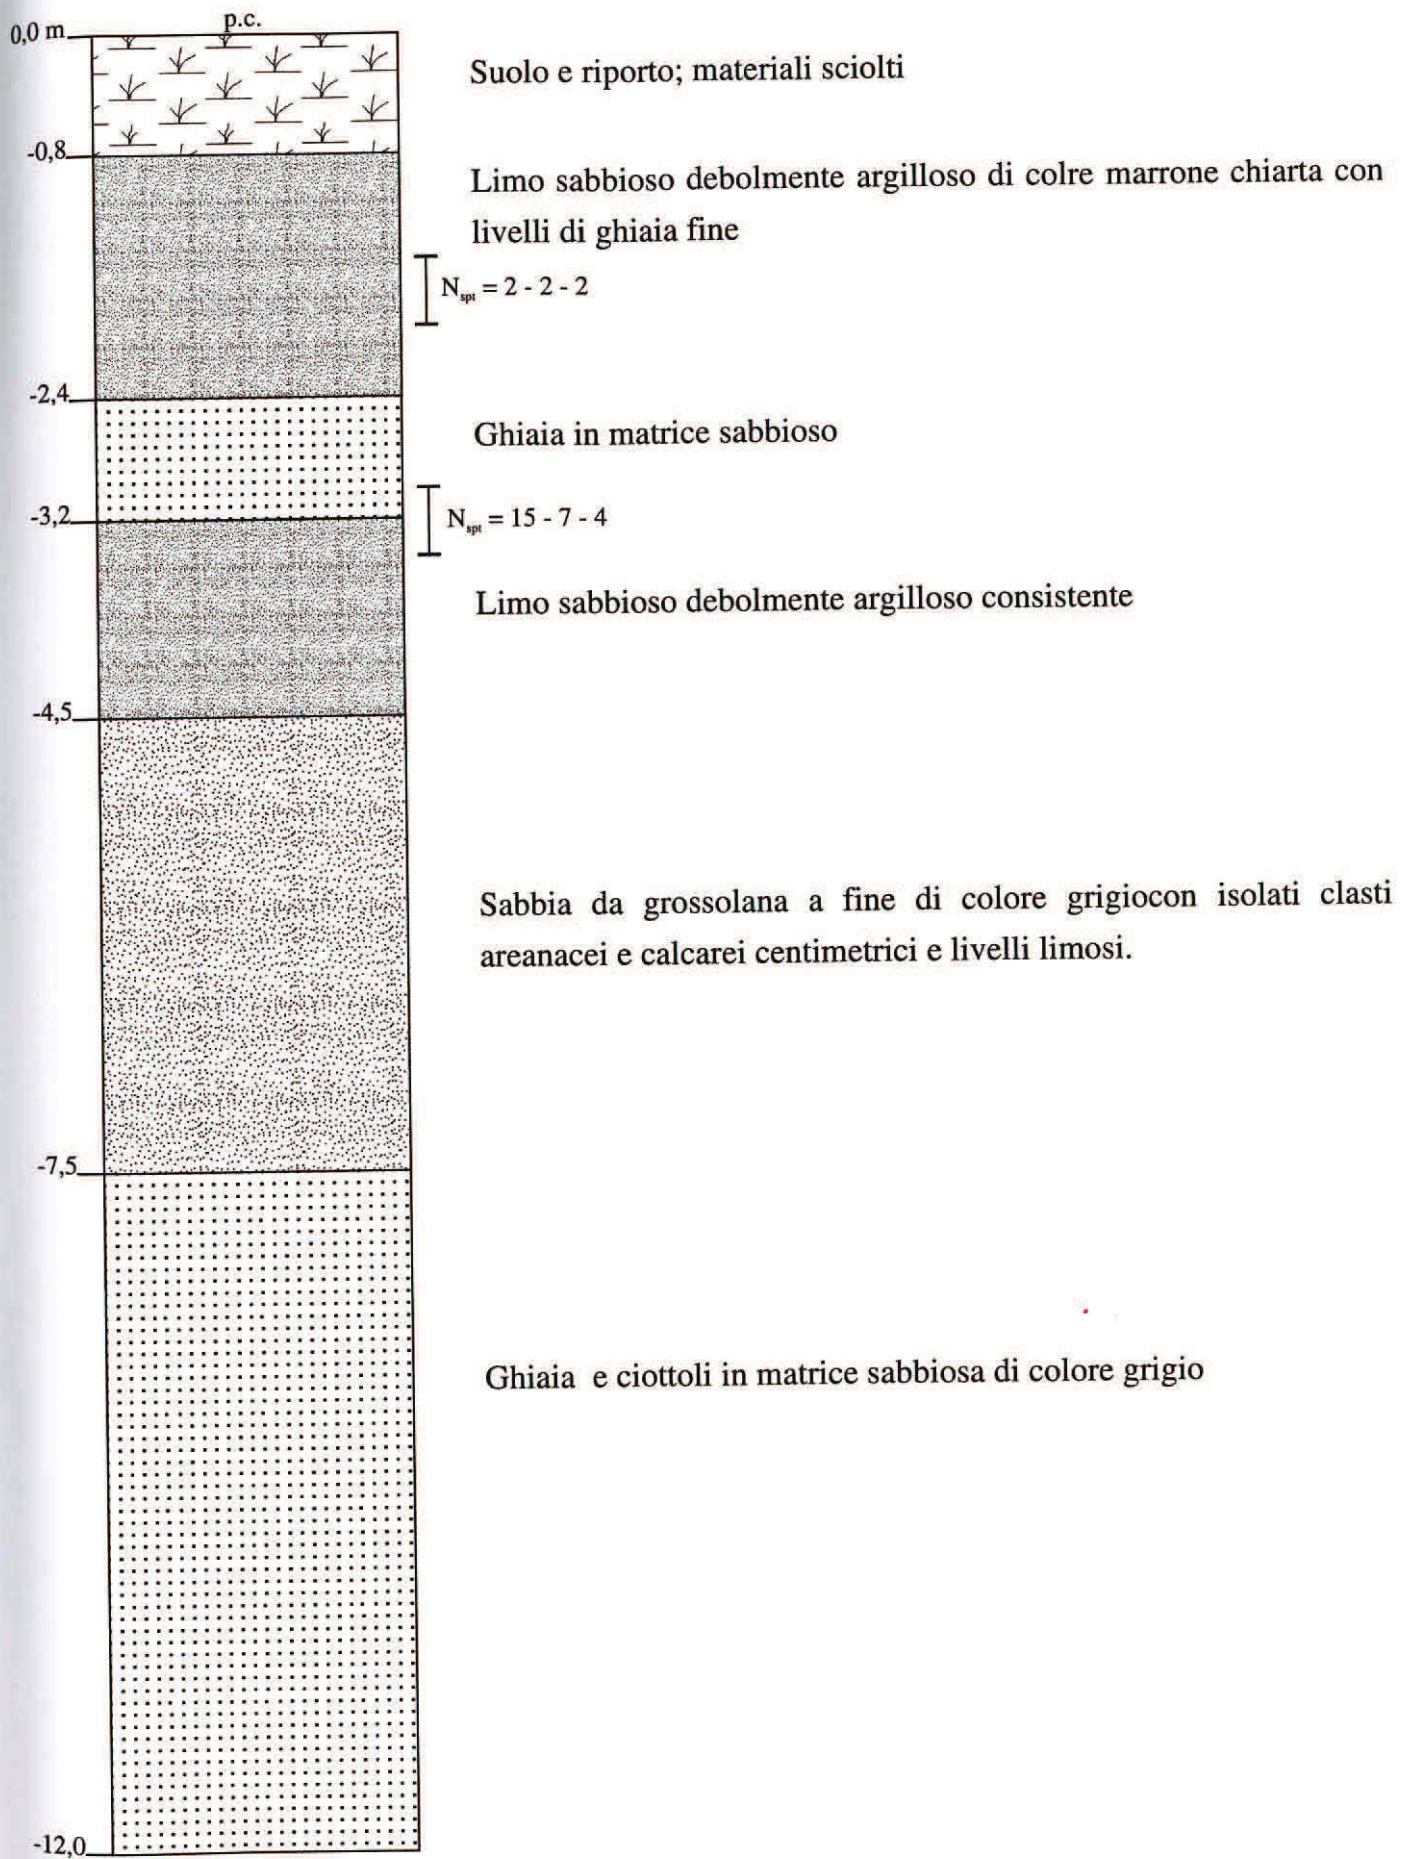 p.c.
0,0 m
Suolo e riporto; materiali sciolti
-0,8
Limo sabbioso debolmente argilloso di colre marrone chiarta con
livelli di ghiaia fine
Nspt = 2 - 2 - 2
-2,4
Ghiaia in matrice sabbioso
-3,2
Nspt = 15 - 7 - 4
Limo sabbioso debolmente argilloso consistente
-4,5
Sabbia da grossolana a fine di colore grigiocon isolati clasti
areanacei e calcarei centimetrici e livelli limosi.
-7,5
Ghiaia e ciottoli in matrice sabbiosa di colore grigio
-12,0